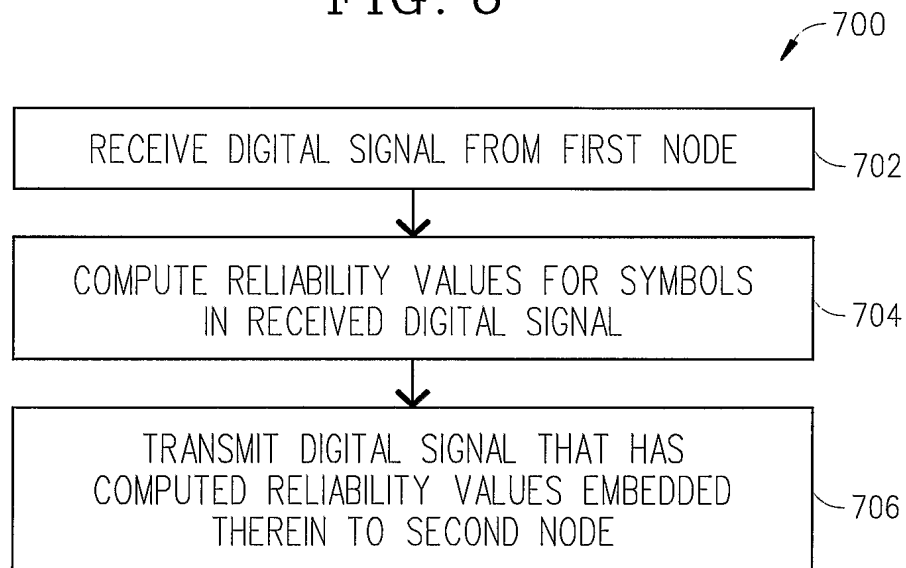 FIG. 6
700
RECEIVE DIGITAL SIGNAL FROM FIRST NODE
702
COMPUTE RELIABILITY VALUES FOR SYMBOLS
IN RECEIVED DIGITAL SIGNAL
704
TRANSMIT DIGITAL SIGNAL THAT HAS
COMPUTED RELIABILITY VALUES EMBEDDED
THEREIN TO SECOND NODE
706